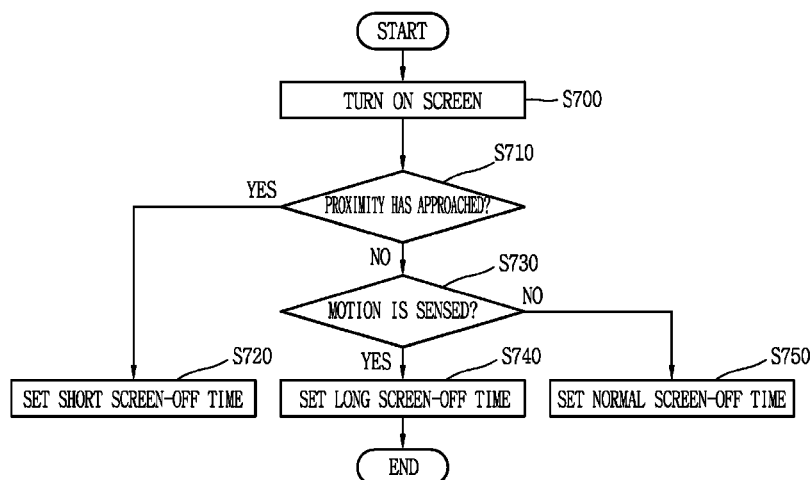 START
TURN ON SCREEN
S700
S710
YES
PROXIMITY HAS APPROACHED?
NO
S730
MOTION IS SENSED?
NO
YES
S720
S740
S750
SET SHORT SCREEN-OFF TIME
SET LONG SCREEN-OFF TIME
SET NORMAL SCREEN-OFF TIME
END